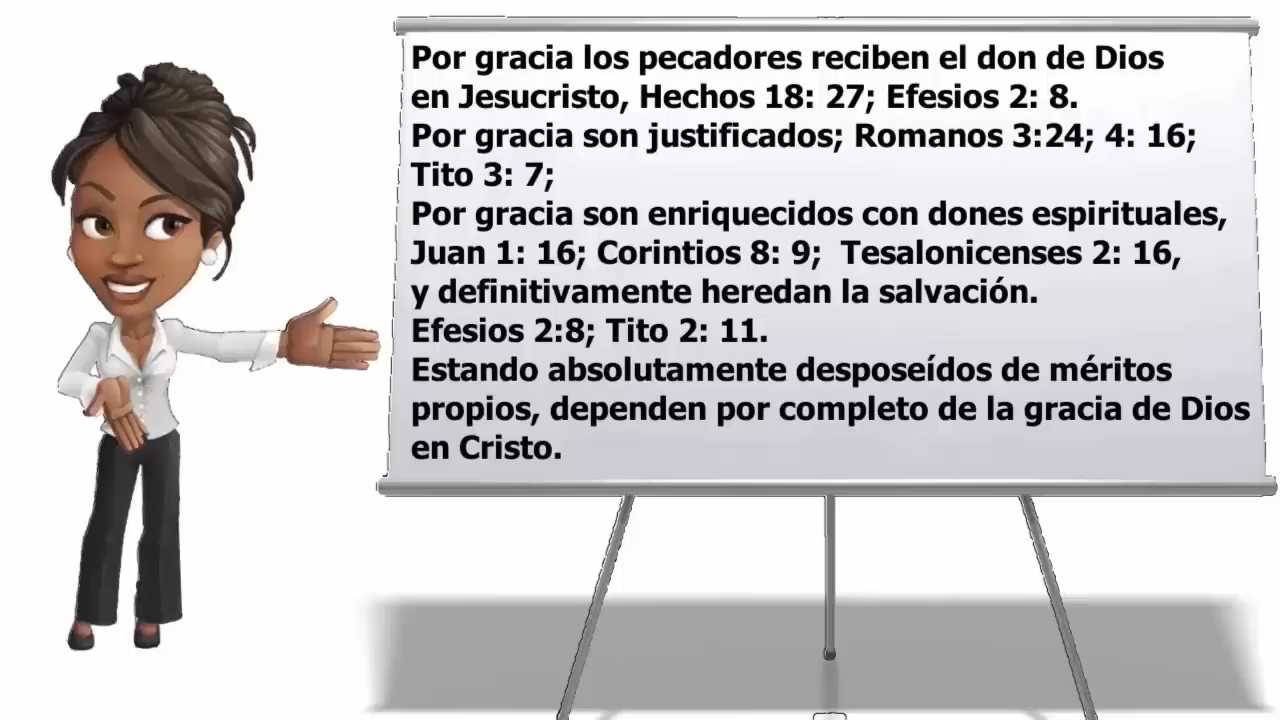 Por gracia los pecadores reciben el don de Dios
en Jesucristo, Hechos 18: 27; Efesios 2: 8.
Por gracia son justificados; Romanos 3:24; 4: 16;
Tito 3: 7;
Por gracia son enriquecidos con dones espirituales,
Juan 1: 16; Corintios 8: 9;  Tesalonicenses 2: 16,
y definitivamente heredan la salvación.
Efesios 2:8; Tito 2: 11.
Estando absolutamente desposeídos de méritos
propios, dependen por completo de la gracia de Dios
en Cristo.